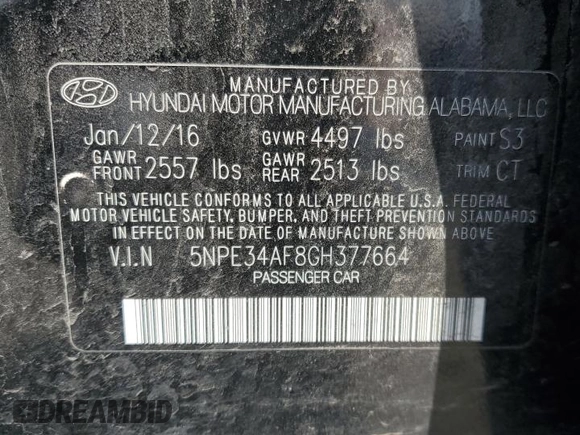 MANUFACTURED BY
HYUNDAI MOTOR MANUFACTURING ALABAMA, LLC
Jan/12/16 GVWR 4497 lbs PAINT S3
GAWR FRONT 2557 lbs GAWR REAR 2513 lbs TRIM CT
THIS VEHICLE CONFORMS TO ALL APPLICABLE U.S.A. FEDERAL
MOTOR VEHICLE SAFETY, BUMPER, AND THEFT PREVENTION STANDARDS
IN EFFECT ON THE DATE OF MANUFACTURE SHOWN ABOVE.
V.I.N 5NPE34AF8GH377664
PASSENGER CAR
DREAMBID